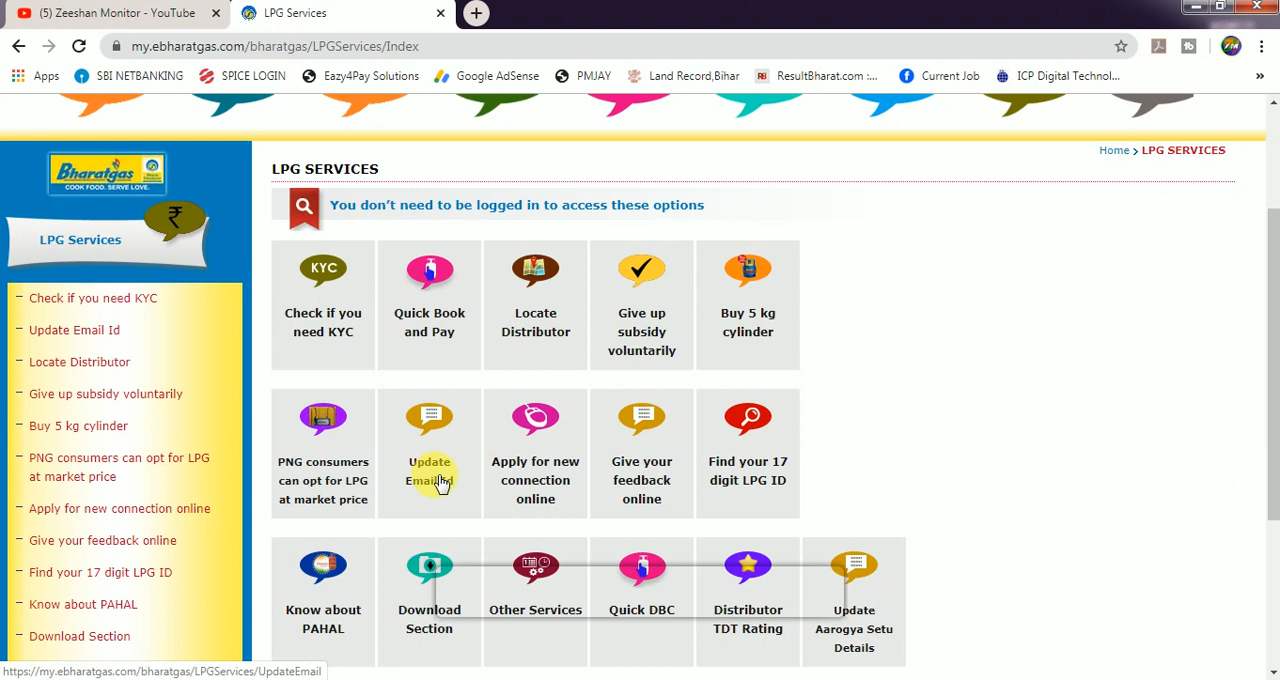 (5) Zeeshan Monitor - YouTube
LPG Services
my.ebharatgas.com/bharatgas/LPGServices/Index
Apps
SBI NETBANKING
SPICE LOGIN
Eazy4Pay Solutions
Google AdSense
PMJAY
Land Record,Bihar
ResultBharat.com :...
Current Job
ICP Digital Technol...
»
Bharatgas
COOK FOOD. SERVE LOVE.
₹
LPG Services
- Check if you need KYC
- Update Email Id
- Locate Distributor
- Give up subsidy voluntarily
- Buy 5 kg cylinder
- PNG consumers can opt for LPG
at market price
- Apply for new connection online
- Give your feedback online
- Find your 17 digit LPG ID
- Know about PAHAL
- Download Section
Home › LPG SERVICES
LPG SERVICES
You don’t need to be logged in to access these options
KYC
Check if you
need KYC
Quick Book
and Pay
Locate
Distributor
Give up
subsidy
voluntarily
Buy 5 kg
cylinder
PNG consumers
can opt for LPG
at market price
Update
Email Id
Apply for new
connection
online
Give your
feedback
online
Find your 17
digit LPG ID
Know about
PAHAL
Download
Section
Other Services
Quick DBC
Distributor
TDT Rating
Update
Aarogya Setu
Details
https://my.ebharatgas.com/bharatgas/LPGServices/UpdateEmail